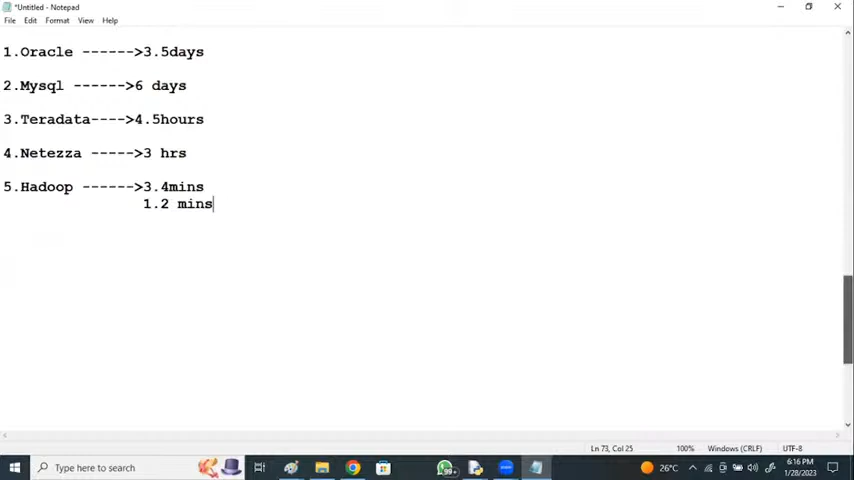 *Untitled - Notepad
File Edit Format View Help
1.Oracle ------>3.5days
2.Mysql ------>6 days
3.Teradata---->4.5hours
4.Netezza ----->3 hrs
5.Hadoop ------>3.4mins
1.2 mins
Ln 73, Col 25 100% Windows (CRLF) UTF-8
Type here to search
99+
26°C
6:16 PM
1/28/2023